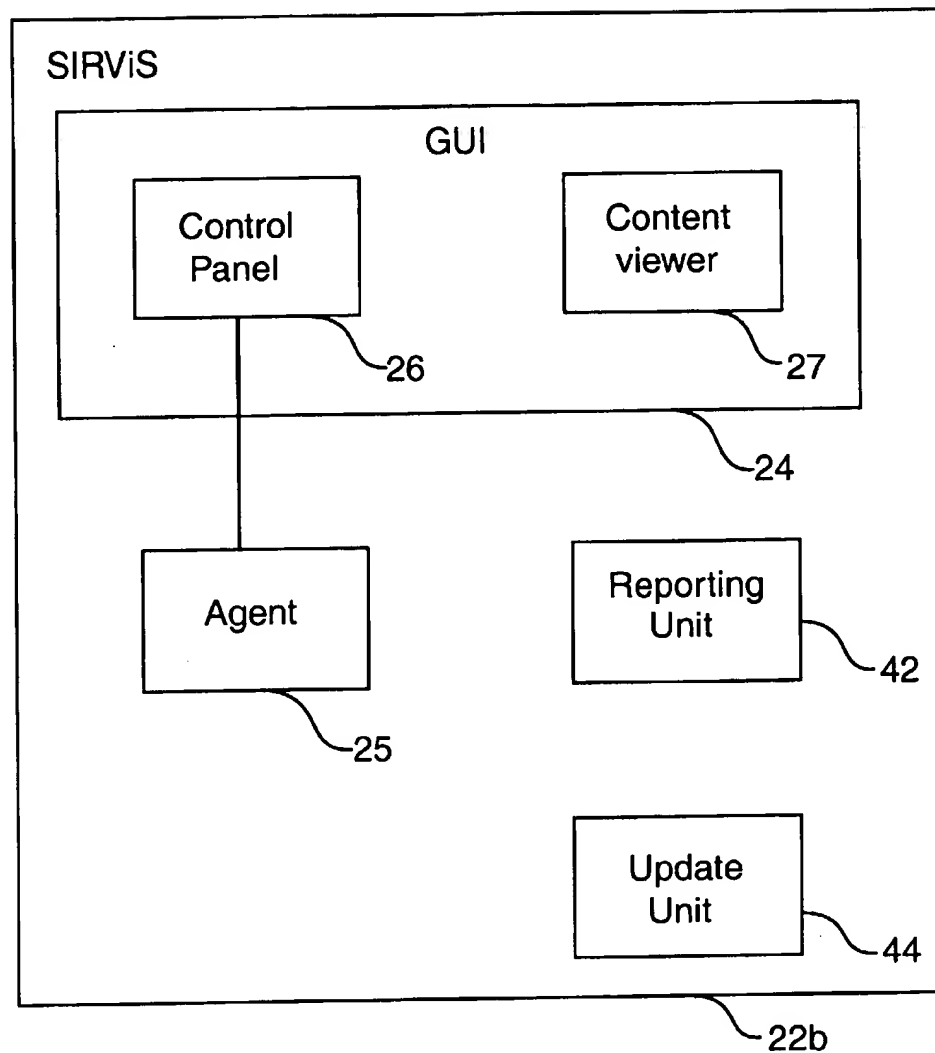 SIRViS
GUI
Control
Panel
Content
viewer
26
27
24
Agent
Reporting
Unit
42
25
Update
Unit
44
22b